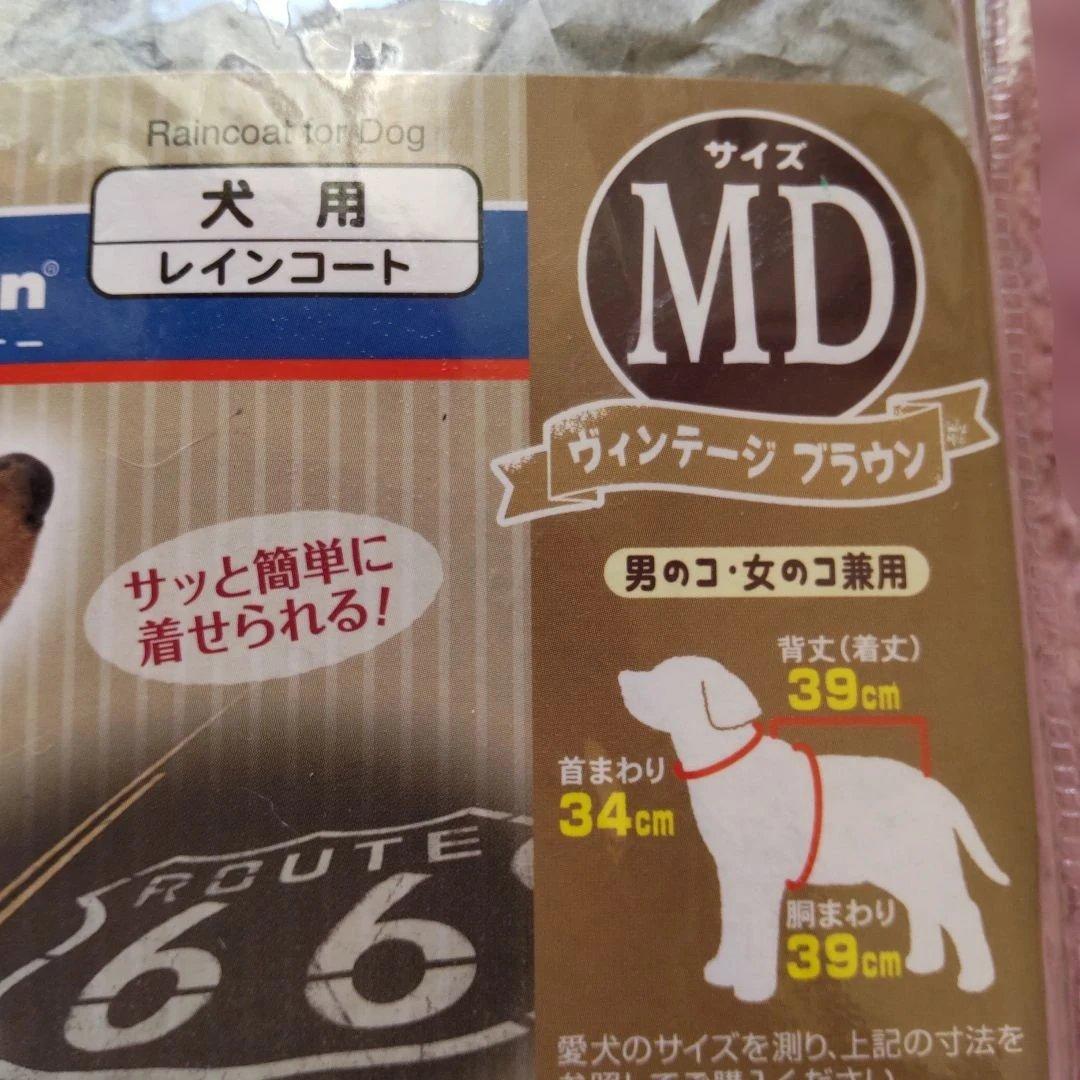 Raincoat for Dog
犬用
レインコート
n®
サイズ
MD
ヴィンテージ ブラウン
男のコ・女のコ兼用
サッと簡単に
着せられる!
背丈(着丈)
39cm
首まわり
34cm
胴まわり
39cm
ROUTE
66
愛犬のサイズを測り、上記の寸法を